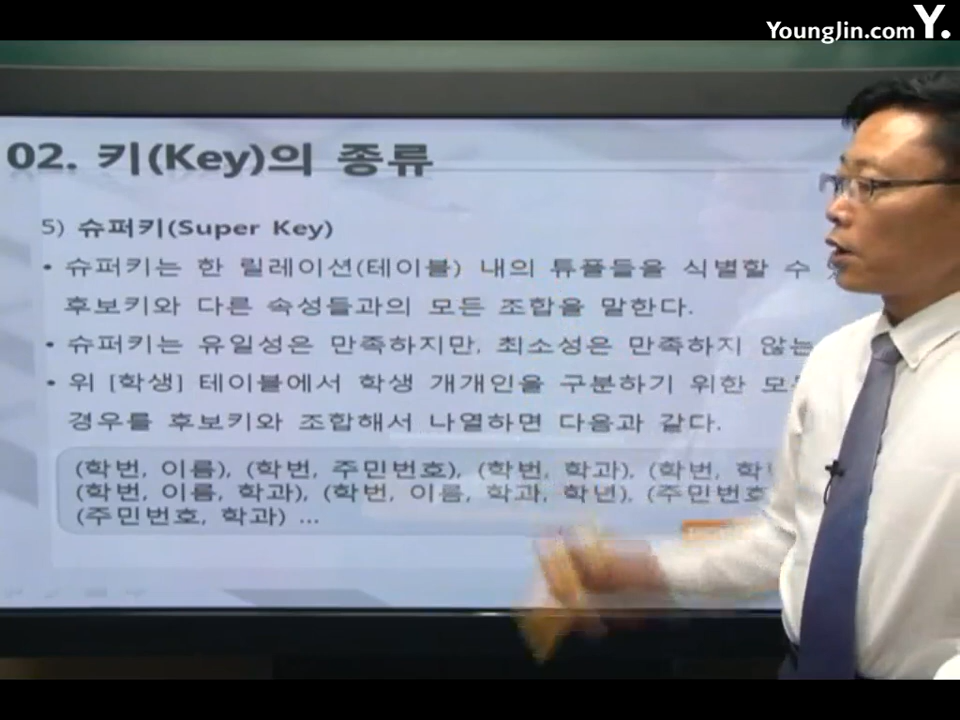 YoungJin.com Y.
02. 키(Key)의 종류
5) 슈퍼키(Super Key)
• 슈퍼키는 한 릴레이션(테이블) 내의 튜플들을 식별할 수
후보키와 다른 속성들과의 모든 조합을 말한다.
• 슈퍼키는 유일성은 만족하지만, 최소성은 만족하지 않는
• 위 [학생] 테이블에서 학생 개개인을 구분하기 위한
경우를 후보키와 조합해서 나열하면 다음과 같다.
(학번, 이름), (학번, 주민번호), (학번, 학과), (학번,
(학번, 이름, 학과), (학번, 이름, 학과, 학년), (주민번호
(주민번호, 학과) ...